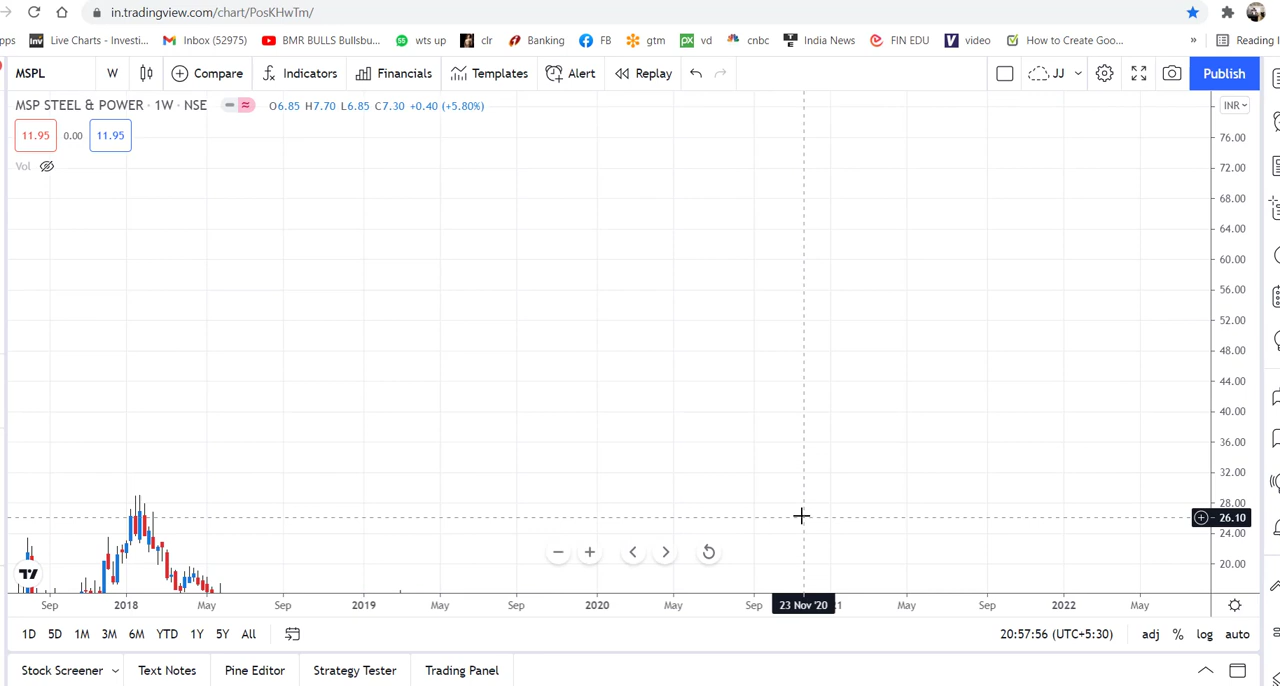 in.tradingview.com/chart/PosKHwTm/
pps Live Charts - Investi... Inbox (52975) BMR BULLS Bullsbu... wts up clr Banking FB gtm vd cnbc India News FIN EDU video How to Create Goo... » Reading l
MSPL W Compare Indicators Financials Templates Alert Replay JJ Publish
MSP STEEL & POWER · 1W · NSE O6.85 H7.70 L6.85 C7.30 +0.40 (+5.80%) INR
11.95 0.00 11.95
Vol
76.00
72.00
68.00
64.00
60.00
56.00
52.00
48.00
44.00
40.00
36.00
32.00
28.00
26.10
24.00
20.00
Sep 2018 May Sep 2019 May Sep 2020 May Sep 23 Nov '20 1 May Sep 2022 May
1D 5D 1M 3M 6M YTD 1Y 5Y All 20:57:56 (UTC+5:30) adj % log auto
Stock Screener Text Notes Pine Editor Strategy Tester Trading Panel